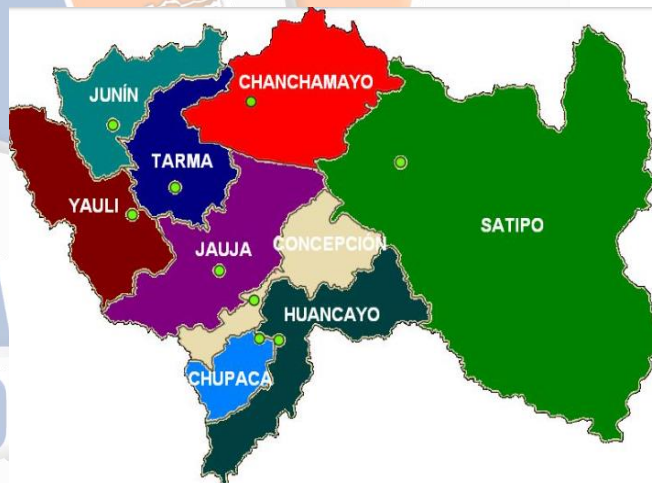 CHANCHAMAYO
JUNÍN
TARMA
YAULI
SATIPO
JAUJA
CONCEPCIÓN
HUANCAYO
CHUPACA